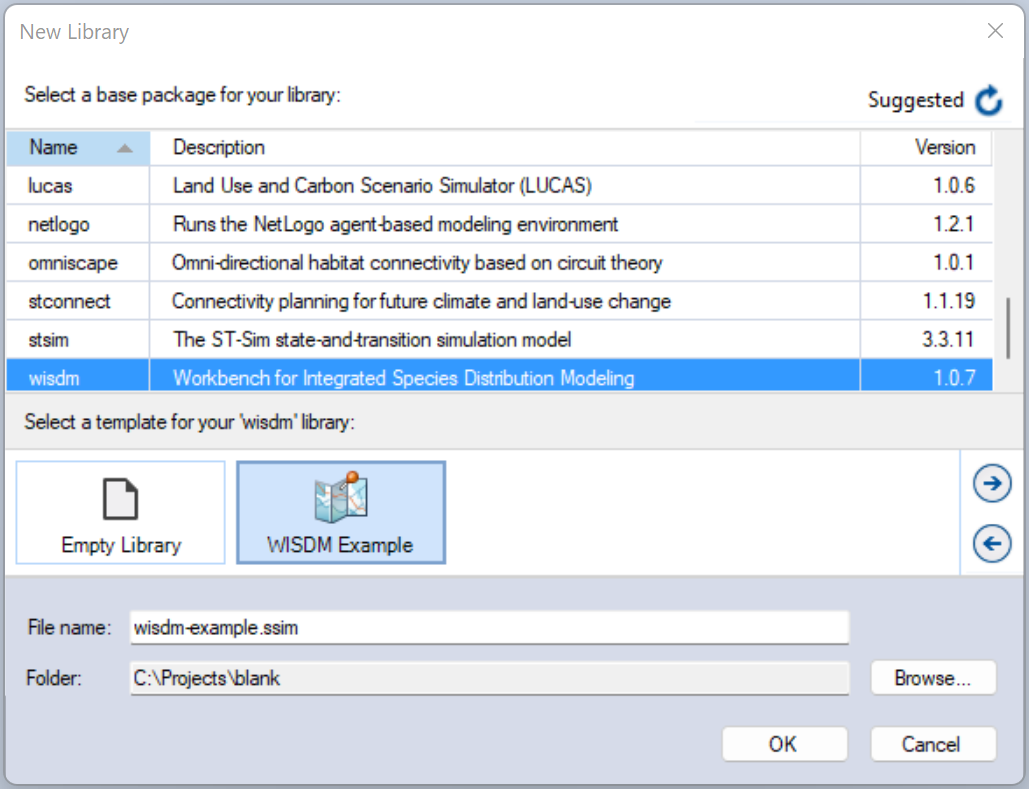 New Library
Select a base package for your library:
Suggested
Name Description Version
lucas Land Use and Carbon Scenario Simulator (LUCAS) 1.0.6
netlogo Runs the NetLogo agent-based modeling environment 1.2.1
omniscape Omni-directional habitat connectivity based on circuit theory 1.0.1
stconnect Connectivity planning for future climate and land-use change 1.1.19
stsim The ST-Sim state-and-transition simulation model 3.3.11
wisdm Workbench for Integrated Species Distribution Modeling 1.0.7
Select a template for your 'wisdm' library:
Empty Library WISDM Example
File name: wisdm-example.ssim
Folder: C:\Projects\blank Browse...
OK Cancel